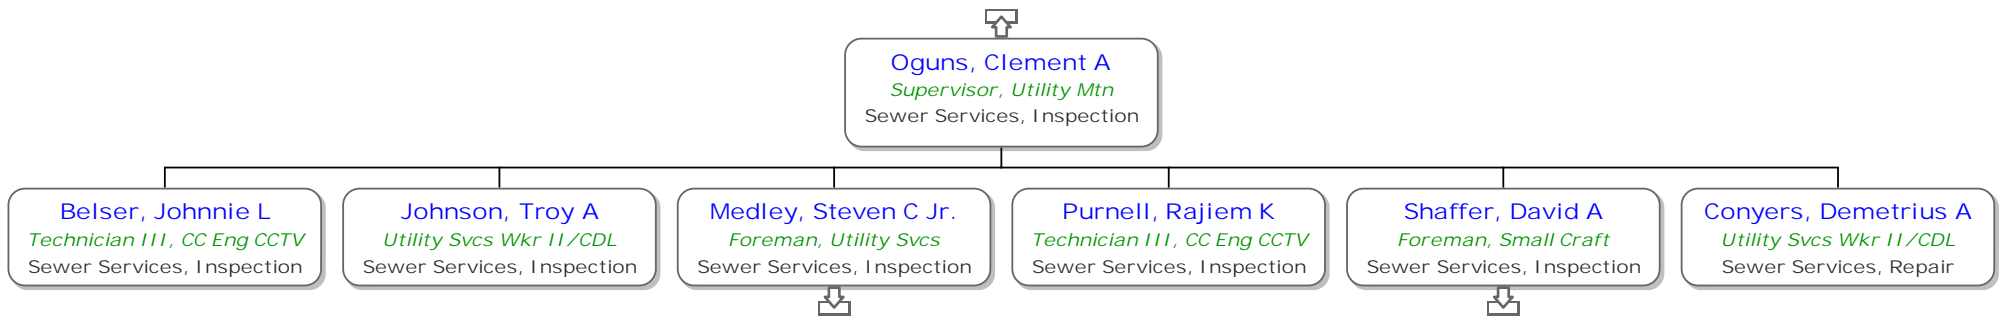 Oguns, Clement A
Supervisor, Utility Mtn
Sewer Services, Inspection
Belser, Johnnie L
Technician III, CC Eng CCTV
Sewer Services, Inspection
Johnson, Troy A
Utility Svcs Wkr II/CDL
Sewer Services, Inspection
Medley, Steven C Jr.
Foreman, Utility Svcs
Sewer Services, Inspection
Purnell, Rajiem K
Technician III, CC Eng CCTV
Sewer Services, Inspection
Shaffer, David A
Foreman, Small Craft
Sewer Services, Inspection
Conyers, Demetrius A
Utility Svcs Wkr II/CDL
Sewer Services, Repair